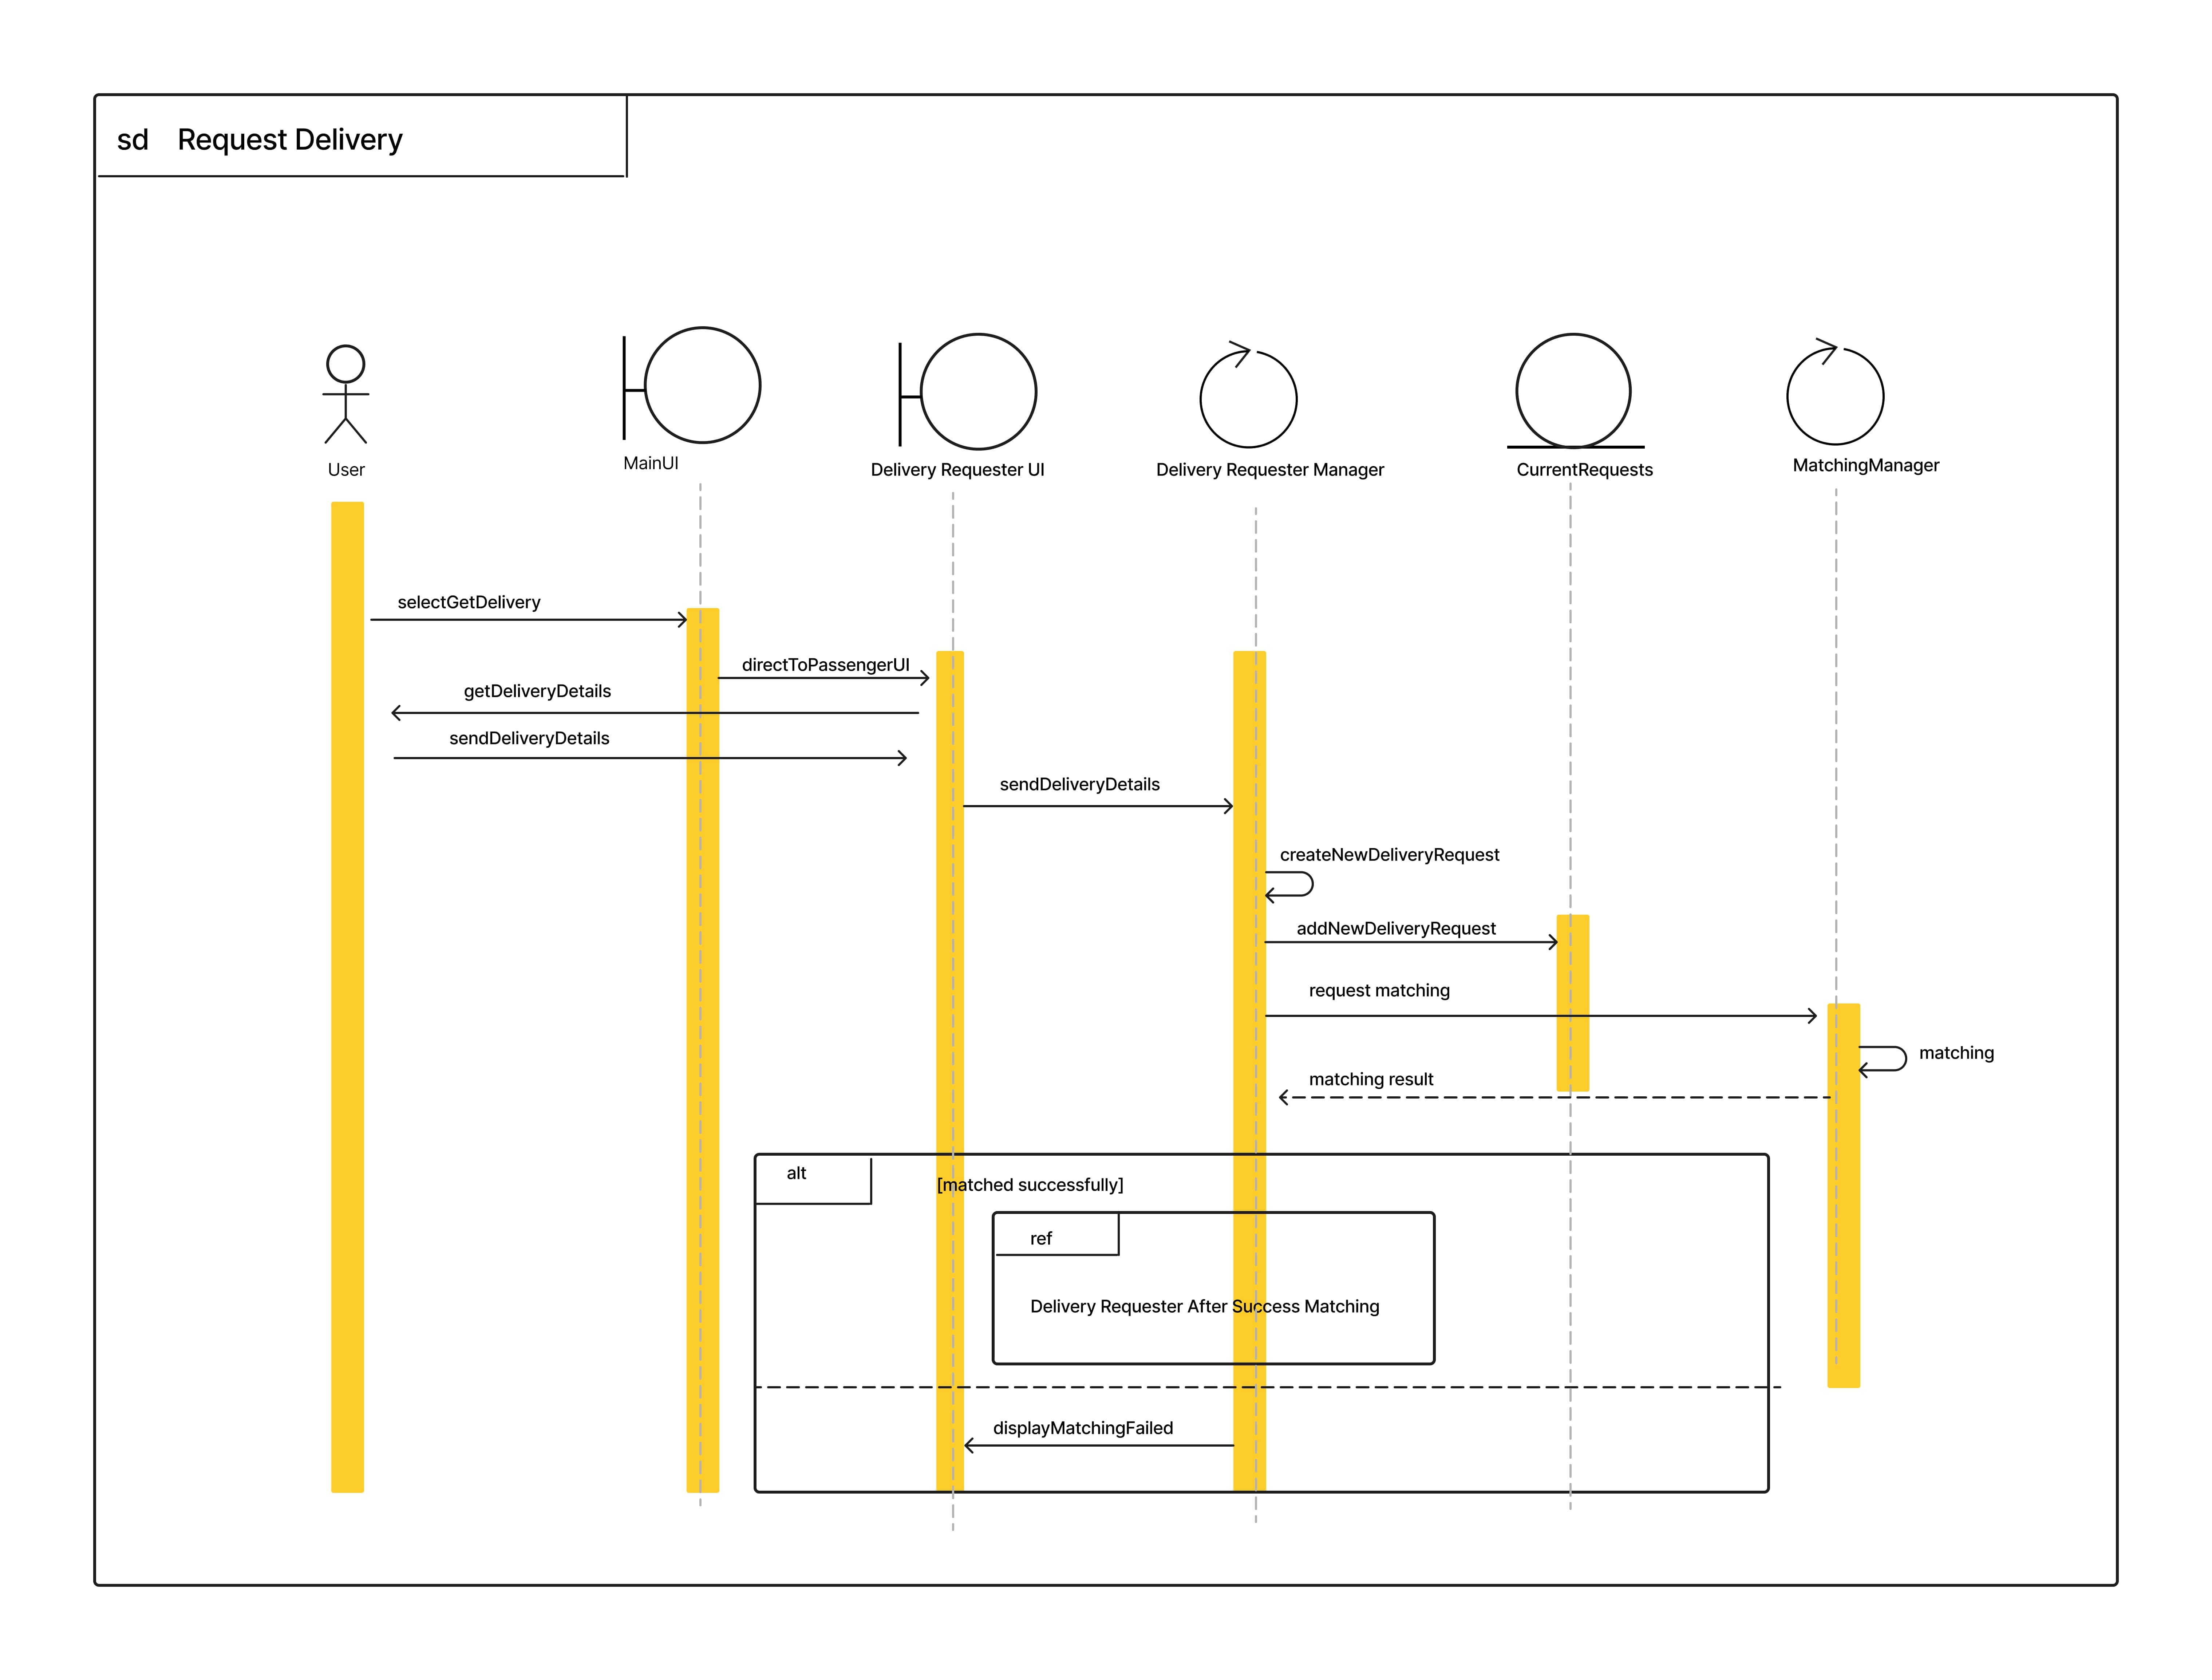 sd Request Delivery
User
MainUI
Delivery Requester UI
Delivery Requester Manager
CurrentRequests
MatchingManager
selectGetDelivery
directToPassengerUI
getDeliveryDetails
sendDeliveryDetails
sendDeliveryDetails
createNewDeliveryRequest
addNewDeliveryRequest
request matching
matching
matching result
alt
[matched successfully]
ref
Delivery Requester After Success Matching
displayMatchingFailed